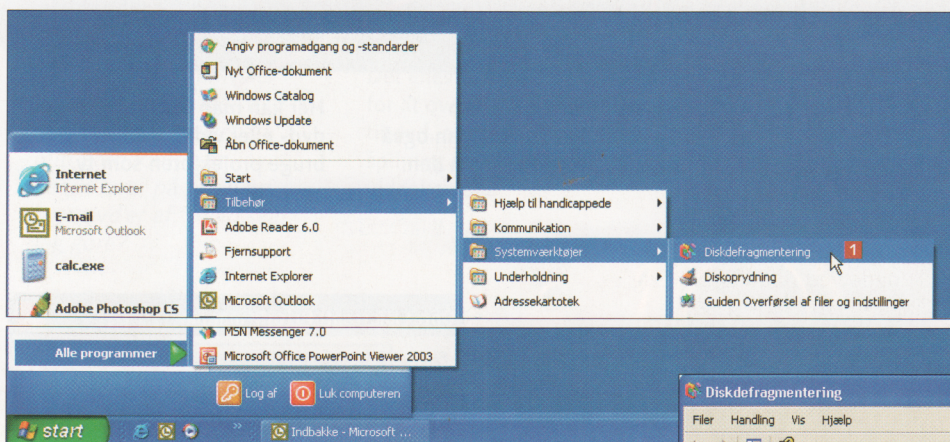 Angiv programadgang og -standarder
Nyt Office-dokument
Windows Catalog
Windows Update
Åbn Office-dokument
Start
Tilbehør
Adobe Reader 6.0
Fjernsupport
Internet Explorer
Microsoft Outlook
MSN Messenger 7.0
Microsoft Office PowerPoint Viewer 2003
Internet
Internet Explorer
E-mail
Microsoft Outlook
calc.exe
Adobe Photoshop CS
Alle programmer
Hjælp til handicappede
Kommunikation
Systemværktøjer
Underholdning
Adressekartotek
Diskdefragmentering 1
Diskoprydning
Guiden Overførsel af filer og indstillinger
Log af Luk computeren
start
Indbakke - Microsoft ...
Diskdefragmentering
Filer Handling Vis Hjælp